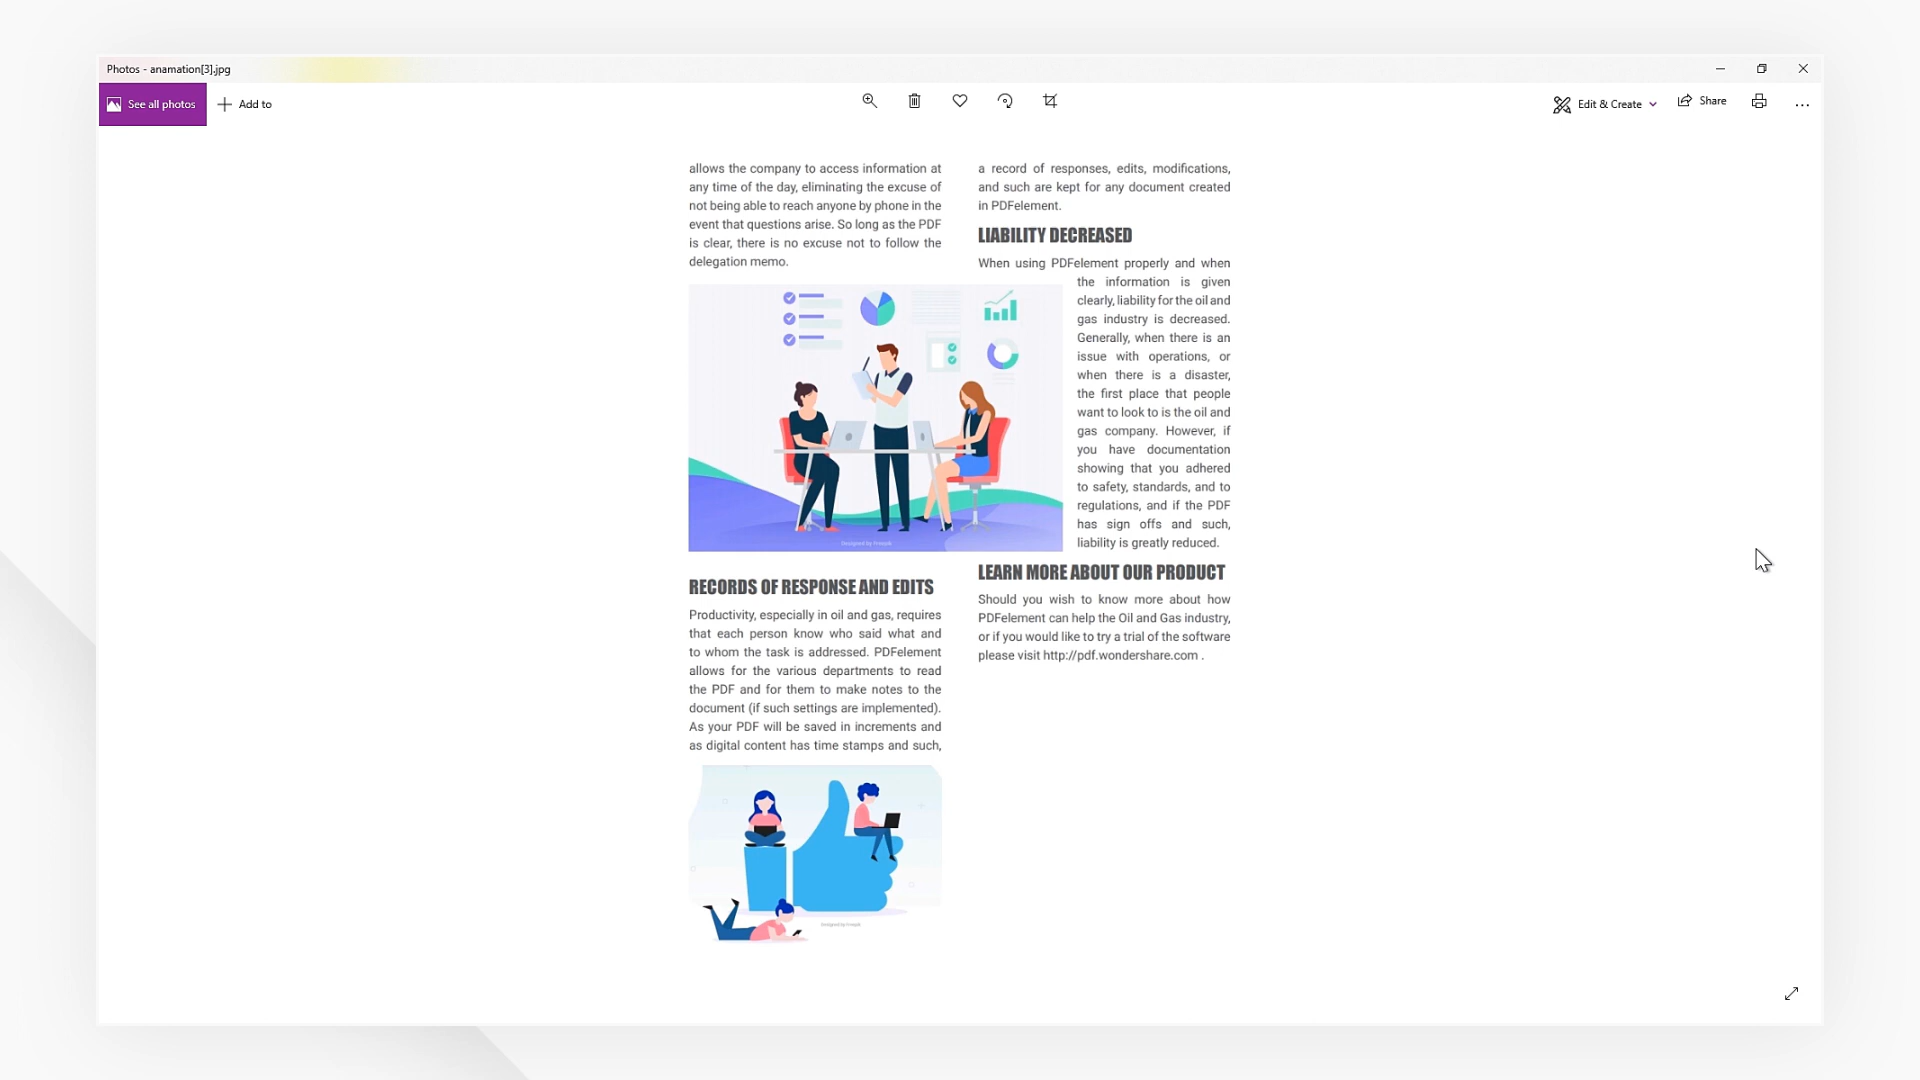 Photos - anamation[3].jpg
See all photos
Add to
Edit & Create
Share
allows the company to access information at
any time of the day, eliminating the excuse of
not being able to reach anyone by phone in the
event that questions arise. So long as the PDF
is clear, there is no excuse not to follow the
delegation memo.
Designed by freepik
RECORDS OF RESPONSE AND EDITS
Productivity, especially in oil and gas, requires
that each person know who said what and
to whom the task is addressed. PDFelement
allows for the various departments to read
the PDF and for them to make notes to the
document (if such settings are implemented).
As your PDF will be saved in increments and
as digital content has time stamps and such,
Designed by freepik
a record of responses, edits, modifications,
and such are kept for any document created
in PDFelement.
LIABILITY DECREASED
When using PDFelement properly and when
the information is given
clearly, liability for the oil and
gas industry is decreased.
Generally, when there is an
issue with operations, or
when there is a disaster,
the first place that people
want to look to is the oil and
gas company. However, if
you have documentation
showing that you adhered
to safety, standards, and to
regulations, and if the PDF
has sign offs and such,
liability is greatly reduced.
LEARN MORE ABOUT OUR PRODUCT
Should you wish to know more about how
PDFelement can help the Oil and Gas industry,
or if you would like to try a trial of the software
please visit http://pdf.wondershare.com .